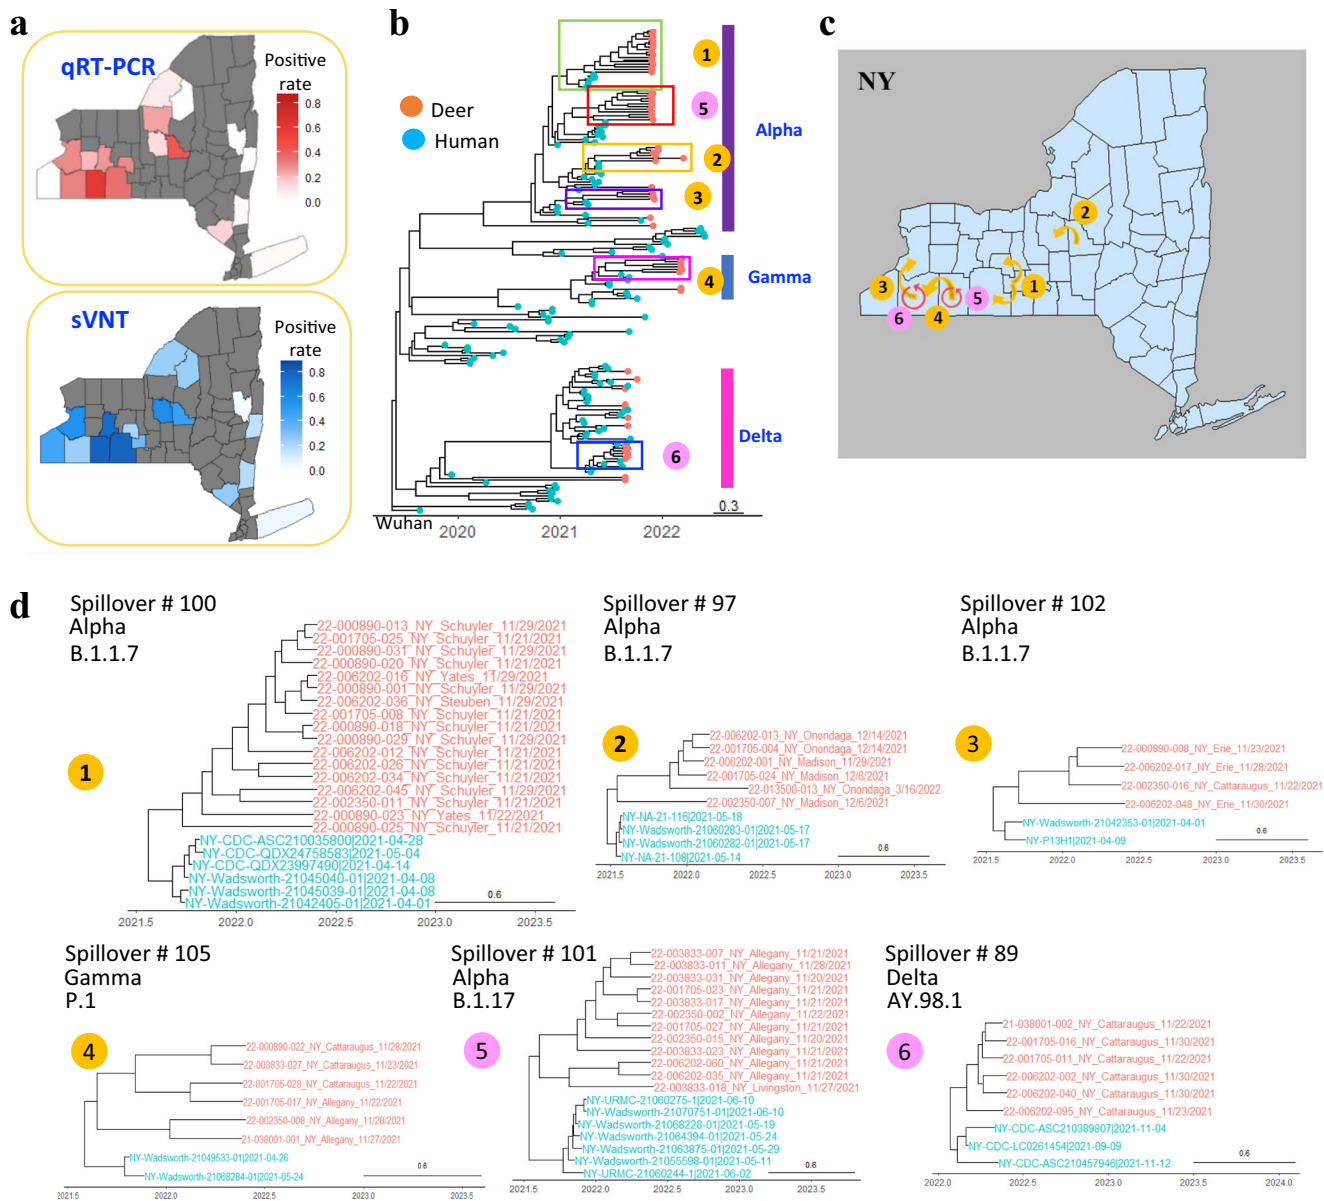 a
qRT-PCR
Positive
rate
0.8
0.6
0.4
0.2
0.0
sVNT
Positive
rate
0.8
0.6
0.4
0.2
0.0
b
Deer
Human
1
5
2
3
4
6
Alpha
Gamma
Delta
Wuhan
0.3
2020
2021
2022
c
NY
2
3
1
5
6
4
d
Spillover # 100
Alpha
B.1.1.7
1
22-000890-013_NY_Schuyler_11/29/2021
22-001705-025_NY_Schuyler_11/21/2021
22-000890-031_NY_Schuyler_11/29/2021
22-000890-020_NY_Schuyler_11/21/2021
22-006202-016_NY_Yates_11/29/2021
22-000890-001_NY_Schuyler_11/29/2021
22-006202-036_NY_Steuben_11/29/2021
22-001705-008_NY_Schuyler_11/21/2021
22-000890-018_NY_Schuyler_11/21/2021
22-000890-029_NY_Schuyler_11/29/2021
22-006202-012_NY_Schuyler_11/21/2021
22-006202-026_NY_Schuyler_11/21/2021
22-006202-034_NY_Schuyler_11/21/2021
22-006202-045_NY_Schuyler_11/29/2021
22-002350-011_NY_Schuyler_11/21/2021
22-000890-023_NY_Yates_11/22/2021
22-000890-025_NY_Schuyler_11/21/2021
NY-CDC-ASC210035800|2021-04-28
NY-CDC-QDX24758583|2021-05-04
NY-CDC-QDX23997490|2021-04-14
NY-Wadsworth-21045040-01|2021-04-08
NY-Wadsworth-21045039-01|2021-04-08
NY-Wadsworth-21042405-01|2021-04-01
0.6
2021.5 2022.0 2022.5 2023.0 2023.5
Spillover # 97
Alpha
B.1.1.7
2
22-006202-013_NY_Onondaga_12/14/2021
22-001705-004_NY_Onondaga_12/14/2021
22-006202-001_NY_Madison_11/29/2021
22-001705-024_NY_Madison_12/6/2021
22-013500-013_NY_Onondaga_3/16/2022
22-002350-007_NY_Madison_12/6/2021
NY-NA-21-116|2021-05-18
NY-Wadsworth-21060283-01|2021-05-17
NY-Wadsworth-21060282-01|2021-05-17
NY-NA-21-108|2021-05-14
0.6
2021.5 2022.0 2022.5 2023.0 2023.5
Spillover # 102
Alpha
B.1.1.7
3
22-000890-008_NY_Erie_11/23/2021
22-006202-017_NY_Erie_11/28/2021
22-002350-016_NY_Cattaraugus_11/22/2021
22-006202-048_NY_Erie_11/30/2021
NY-Wadsworth-21042353-01|2021-04-01
NY-P13H1|2021-04-09
0.6
2021.5 2022.0 2022.5 2023.0 2023.5
Spillover # 105
Gamma
P.1
4
22-000890-022_NY_Cattaraugus_11/28/2021
22-003833-027_NY_Cattaraugus_11/23/2021
22-001705-028_NY_Cattaraugus_11/22/2021
22-001705-017_NY_Allegany_11/22/2021
22-002350-008_NY_Allegany_11/28/2021
21-038001-001_NY_Allegany_11/27/2021
NY-Wadsworth-21049533-01|2021-04-26
NY-Wadsworth-21068284-01|2021-05-24
0.6
2021.5 2022.0 2022.5 2023.0 2023.5
Spillover # 101
Alpha
B.1.17
5
22-003833-007_NY_Allegany_11/21/2021
22-003833-011_NY_Allegany_11/28/2021
22-003833-031_NY_Allegany_11/20/2021
22-001705-023_NY_Allegany_11/21/2021
22-003833-017_NY_Allegany_11/21/2021
22-002350-002_NY_Allegany_11/22/2021
22-001705-027_NY_Allegany_11/21/2021
22-002350-015_NY_Allegany_11/20/2021
22-003833-023_NY_Allegany_11/21/2021
22-006202-060_NY_Allegany_11/21/2021
22-006202-035_NY_Allegany_11/21/2021
22-003833-018_NY_Livingston_11/27/2021
NY-URMC-21060275-1|2021-06-10
NY-Wadsworth-21070751-01|2021-06-10
NY-Wadsworth-21068228-01|2021-05-19
NY-Wadsworth-21064394-01|2021-05-24
NY-Wadsworth-21063875-01|2021-05-29
NY-Wadsworth-21055598-01|2021-05-11
NY-URMC-21060244-1|2021-06-02
0.6
2021.5 2022.0 2022.5 2023.0 2023.5
Spillover # 89
Delta
AY.98.1
6
21-038001-002_NY_Cattaraugus_11/22/2021
22-001705-016_NY_Cattaraugus_11/30/2021
22-001705-011_NY_Cattaraugus_11/22/2021
22-006202-002_NY_Cattaraugus_11/30/2021
22-006202-040_NY_Cattaraugus_11/30/2021
22-006202-095_NY_Cattaraugus_11/23/2021
NY-CDC-ASC210389807|2021-11-04
NY-CDC-LC0261454|2021-09-09
NY-CDC-ASC210457946|2021-11-12
0.6
2022.0 2022.5 2023.0 2023.5 2024.0